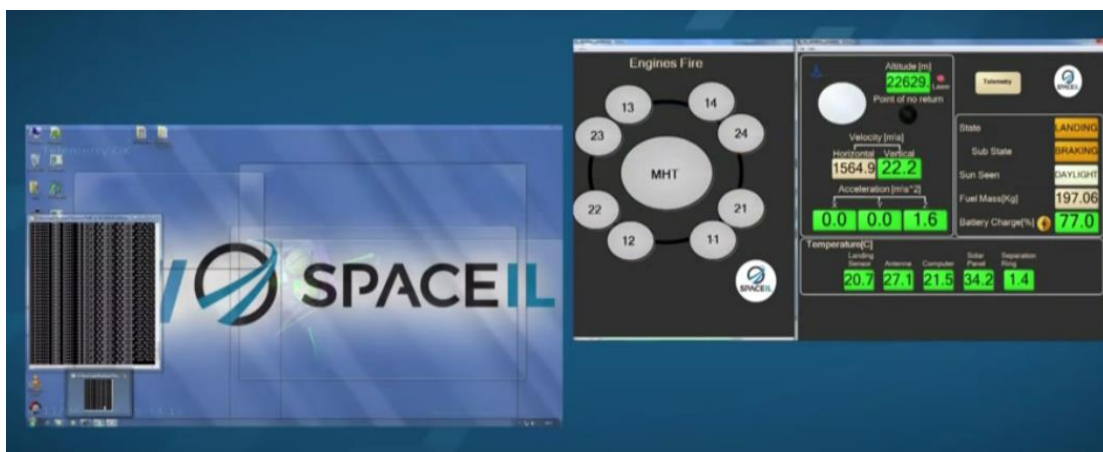 SPACEIL
Engines Fire
13
14
23
24
MHT
22
21
12
11
SPACEIL
Altitude [m]
22629.
Laser
Point of no return
Velocity [m\s]
Horizontal Vertical
1564.9 22.2
Acceleration [m\s^2]
0.0 0.0 1.6
Telemetry
SPACEIL
State LANDING
Sub State BRAKING
Sun Seen DAYLIGHT
Fuel Mass[Kg] 197.06
Battery Charge[%] 77.0
Temperature[C]
Landing Sensor Antenna Computer Solar Panel Separation Ring
20.7 27.1 21.5 34.2 1.4